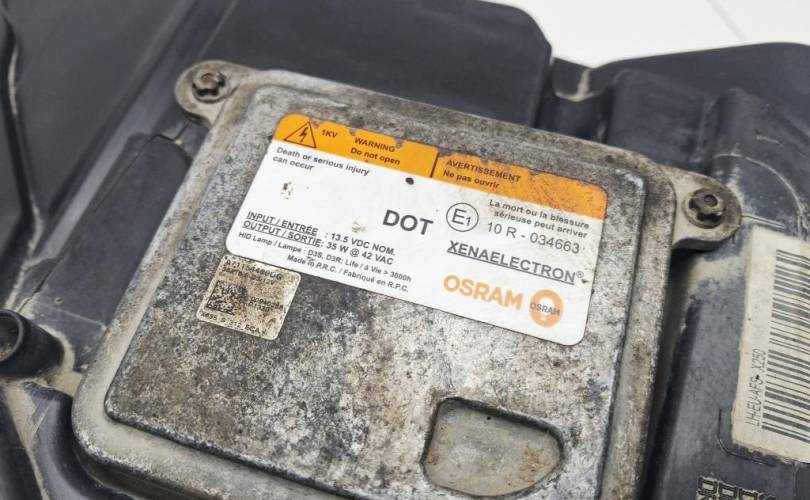 1KV
WARNING
Do not open
AVERTISSEMENT
Ne pas ouvrir
Death or serious injury
can occur
La mort ou la blessure
sérieuse peut arriver
DOT
E1
10 R - 034663
INPUT / ENTRÉE : 13.5 VDC NOM.
OUTPUT / SORTIE: 35 W @ 42 VAC
HID Lamp / Lampe : D3S, D3R; Life / à Vie > 3000h
Made in P.R.C. / Fabriqué en R.P.C.
XENAELECTRON®
OSRAM
OSRAM